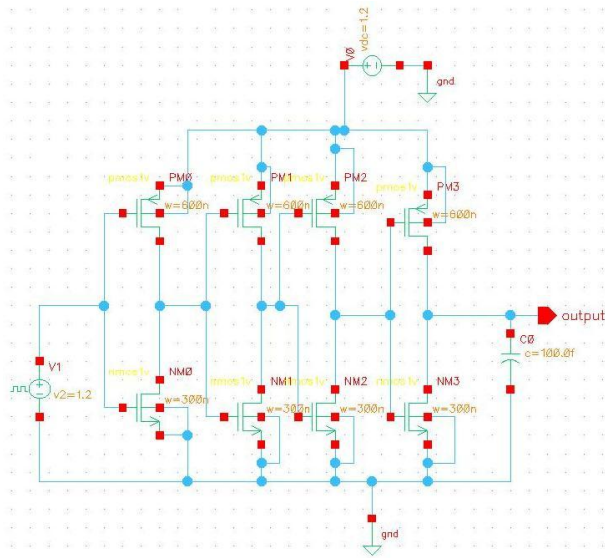 V0
vdc=1.2
gnd
pmos1v
PM0
w=600n
pmos1v
PM1
w=600n
pmos1v
PM2
w=600n
pmos1v
PM3
w=600n
V1
v2=1.2
nmos1v
NM0
w=300n
nmos1v
NM1
w=300n
nmos1v
NM2
w=300n
nmos1v
NM3
w=300n
output
C0
c=100.0f
gnd